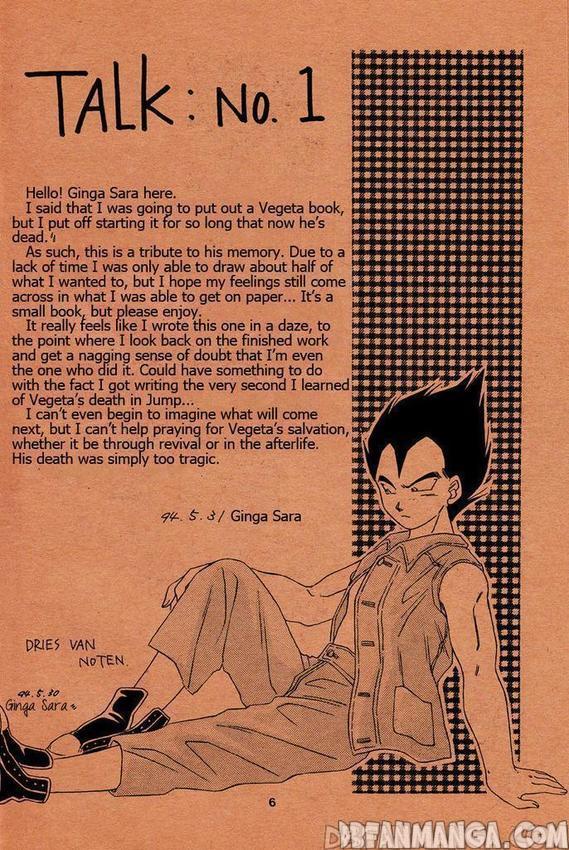 TALK: NO. 1
Hello! Ginga Sara here.
I said that I was going to put out a Vegeta book,
but I put off starting it for so long that now he's
dead.
As such, this is a tribute to his memory. Due to a
lack of time I was only able to draw about half of
what I wanted to, but I hope my feelings still come
across in what I was able to get on paper... It's a
small book, but please enjoy.
It really feels like I wrote this one in a daze, to
the point where I look back on the finished work
and get a nagging sense of doubt that I'm even
the one who did it. Could have something to do
with the fact I got writing the very second I learned
of Vegeta's death in Jump...
I can't even begin to imagine what will come
next, but I can't help praying for Vegeta's salvation,
whether it be through revival or in the afterlife.
His death was simply too tragic.
94. 5. 31 Ginga Sara
DRIES VAN
NOTEN.
94. 5. 30
Ginga Sara
6
DBFANMANGA.COM